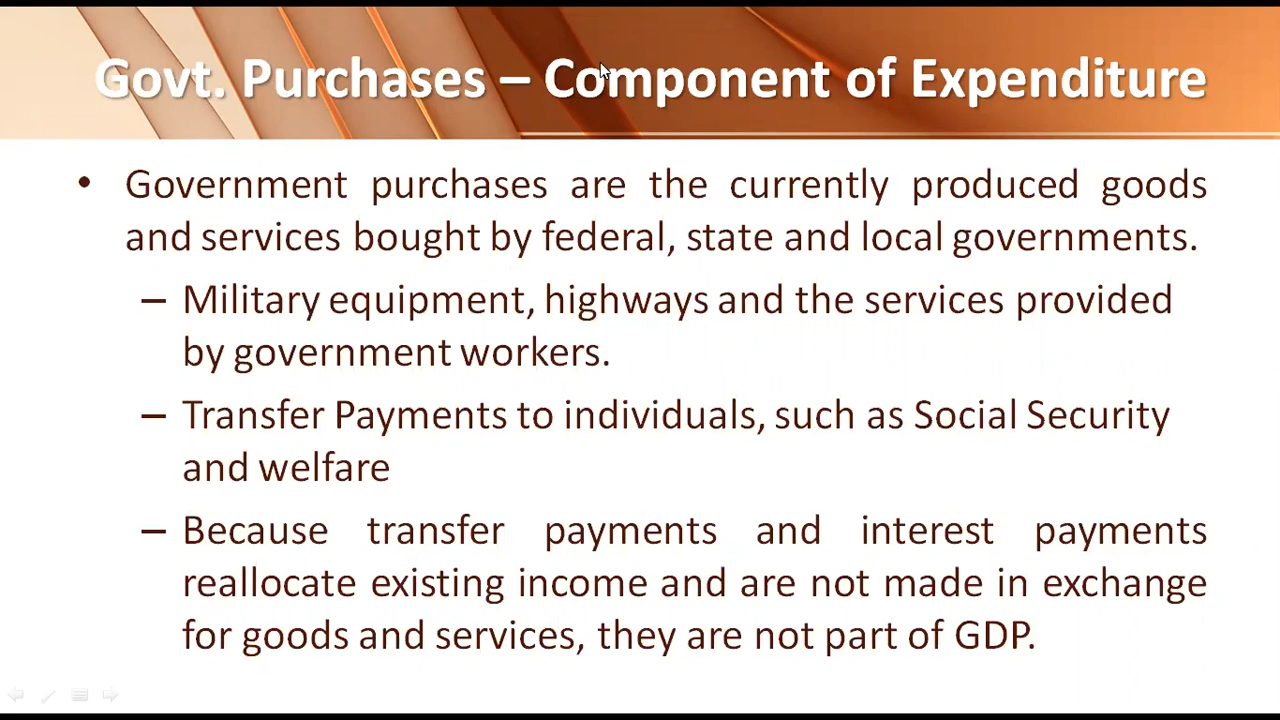 Govt. Purchases – Component of Expenditure
• Government purchases are the currently produced goods
and services bought by federal, state and local governments.
– Military equipment, highways and the services provided
by government workers.
– Transfer Payments to individuals, such as Social Security
and welfare
– Because transfer payments and interest payments
reallocate existing income and are not made in exchange
for goods and services, they are not part of GDP.